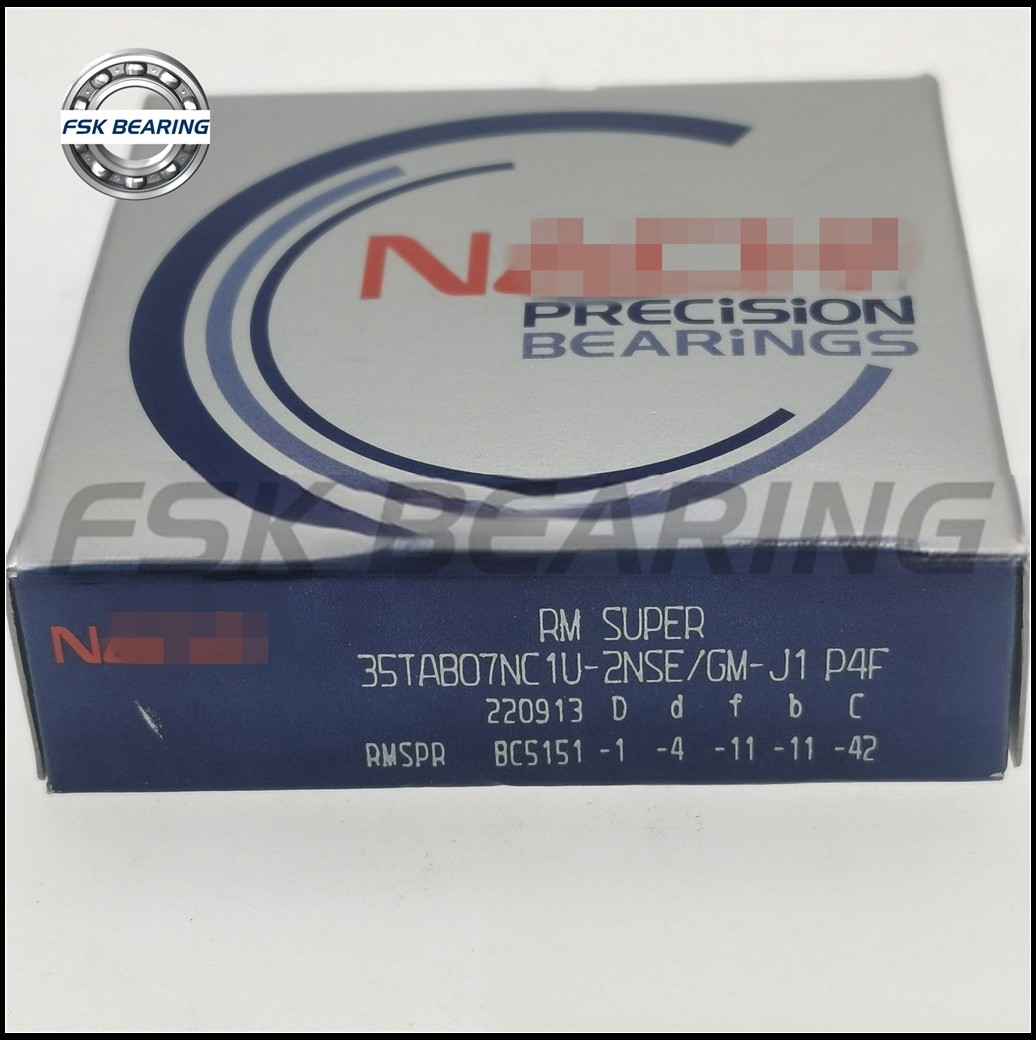 FSK BEARING
PRECiSiON
BEARiNGS
FSK BEARING
RM SUPER
35TAB07NC1U-2NSE/GM-J1 P4F
220913 D d f b C
RMSPR BC5151 -1 -4 -11 -11 -42